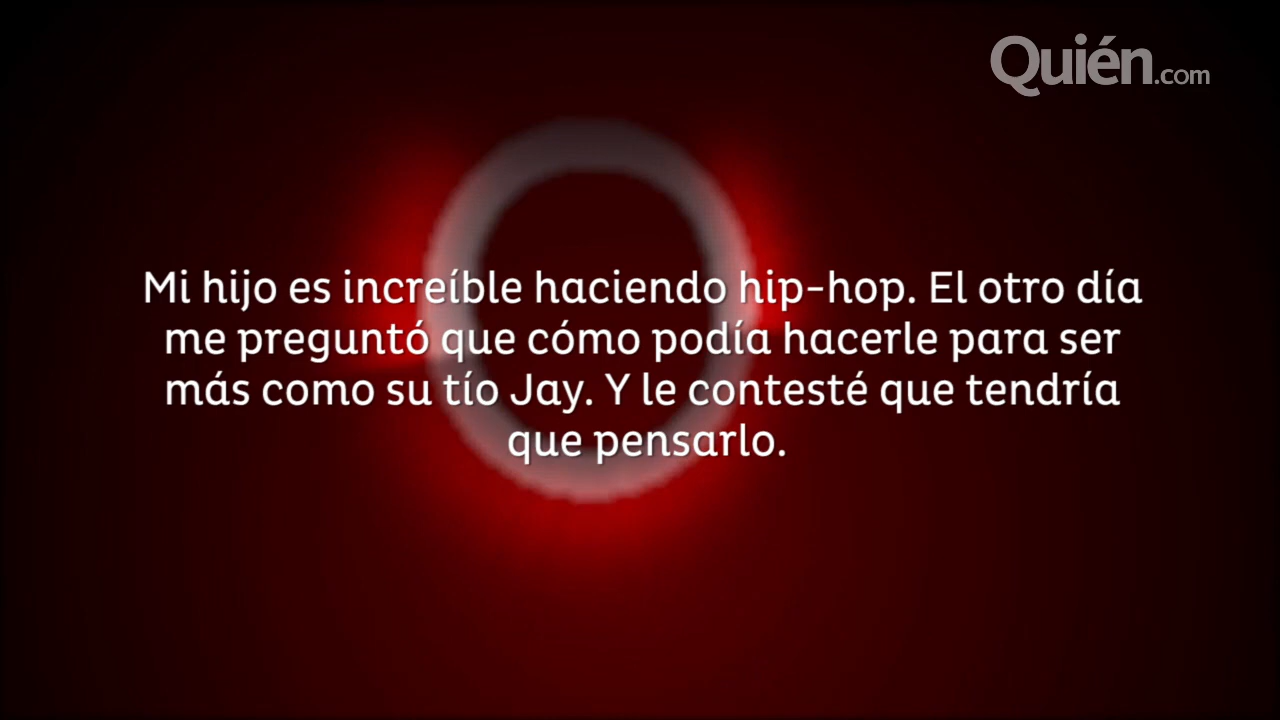 Quién.com
Mi hijo es increíble haciendo hip-hop. El otro día
me preguntó que cómo podía hacerle para ser
más como su tío Jay. Y le contesté que tendría
que pensarlo.